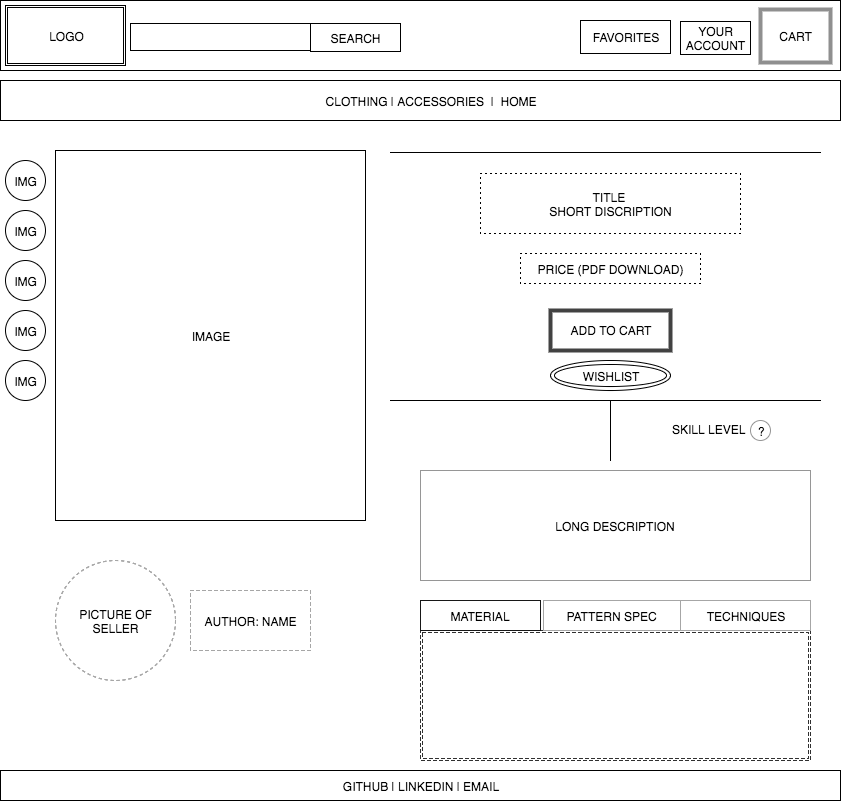 LOGO
SEARCH
FAVORITES
YOUR
ACCOUNT
CART
CLOTHING | ACCESSORIES | HOME
IMG
IMG
IMG
IMG
IMG
IMAGE
TITLE
SHORT DISCRIPTION
PRICE (PDF DOWNLOAD)
ADD TO CART
WISHLIST
SKILL LEVEL ?
LONG DESCRIPTION
PICTURE OF
SELLER
AUTHOR: NAME
MATERIAL PATTERN SPEC TECHNIQUES
GITHUB | LINKEDIN | EMAIL